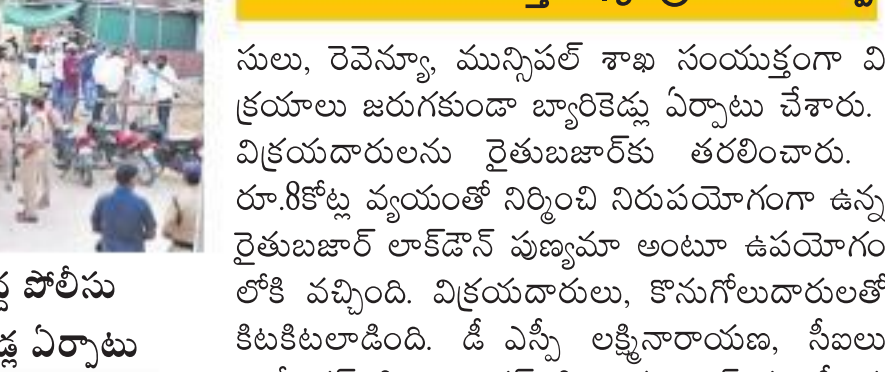 ద్ద పోలీసు
డ్ల ఏర్పాటు
సులు, రెవెన్యూ, మున్సిపల్ శాఖ సంయుక్తంగా వి
క్రయాలు జరుగకుండా బ్యారికెడ్లు ఏర్పాటు చేశారు.
విక్రయదారులను రైతుబజార్‌కు తరలించారు.
రూ.8కోట్ల వ్యయంతో నిర్మించి నిరుపయోగంగా ఉన్న
రైతుబజార్ లాక్‌డౌన్ పుణ్యమా అంటూ ఉపయోగం
లోకి వచ్చింది. విక్రయదారులు, కొనుగోలుదారులతో
కిటకిటలాడింది. డీ ఎస్పీ లక్ష్మినారాయణ, సీఐలు